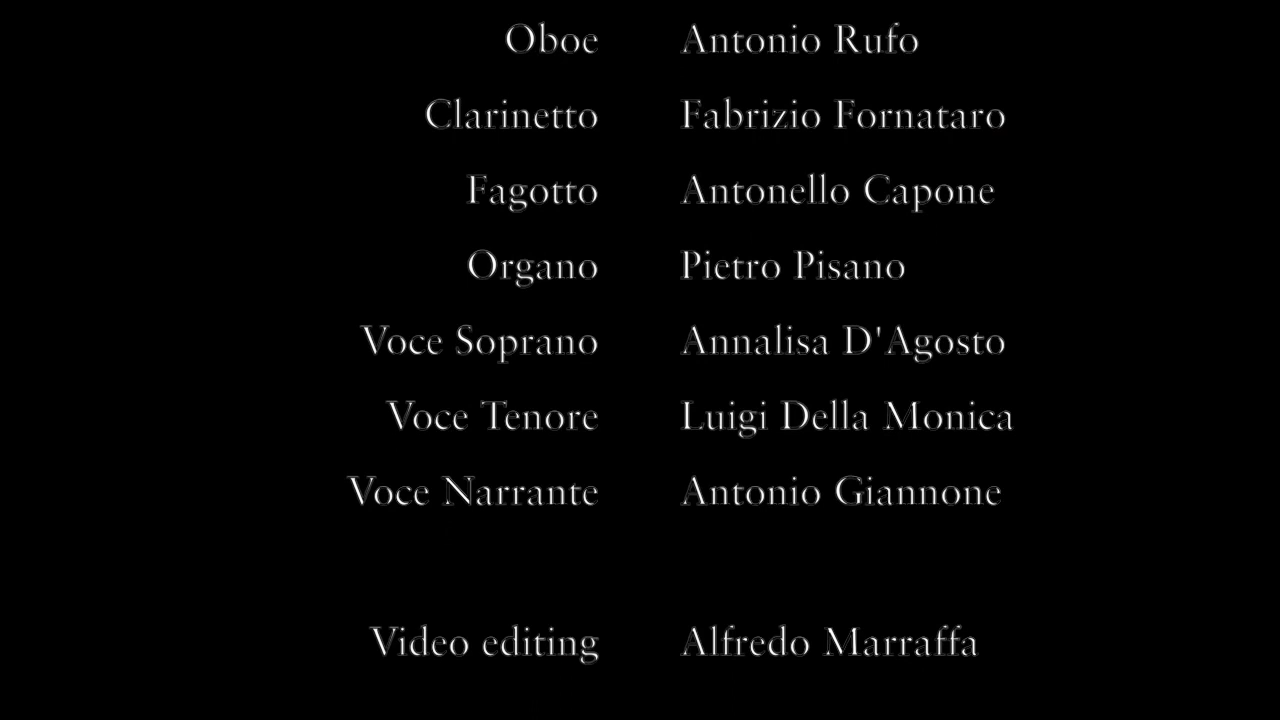 Oboe Antonio Rufo
Clarinetto Fabrizio Fornataro
Fagotto Antonello Capone
Organo Pietro Pisano
Voce Soprano Annalisa D'Agosto
Voce Tenore Luigi Della Monica
Voce Narrante Antonio Giannone
Video editing Alfredo Marraffa